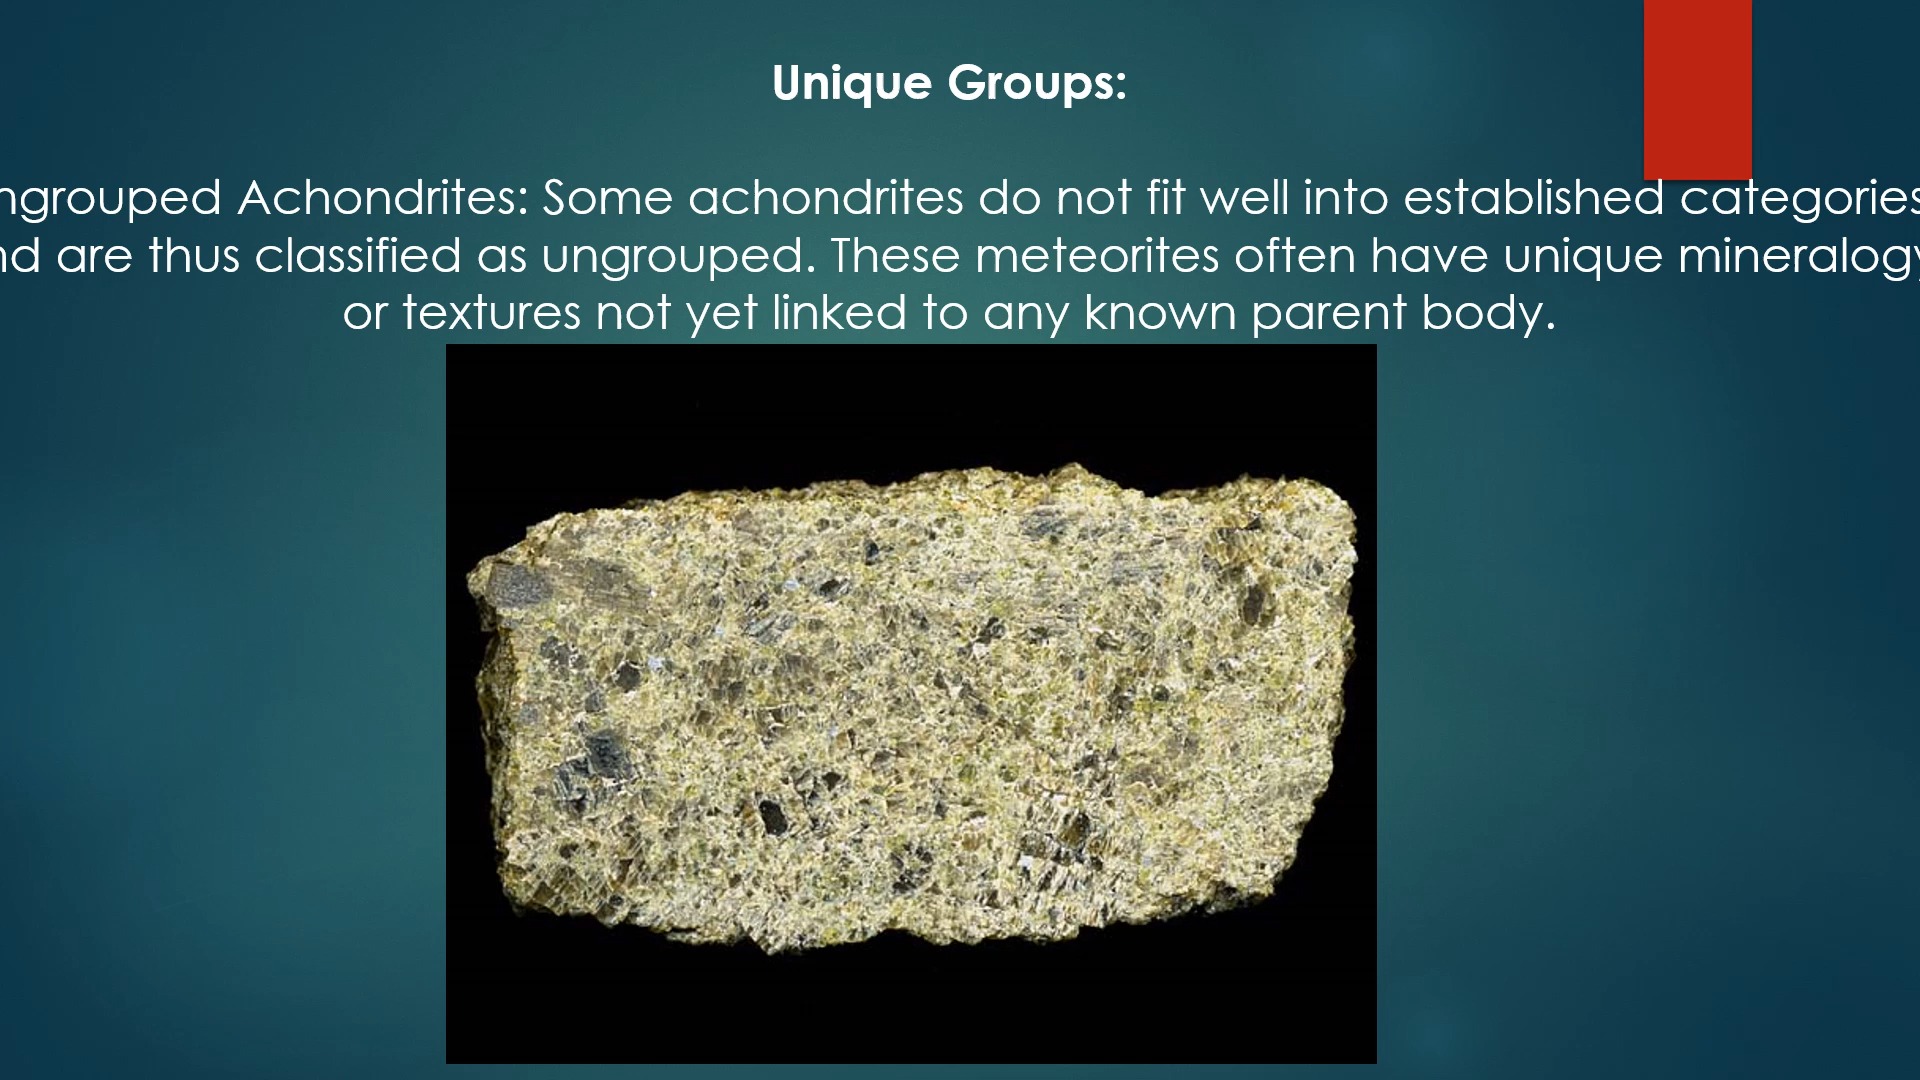 Unique Groups:
ngrouped Achondrites: Some achondrites do not fit well into established categories
nd are thus classified as ungrouped. These meteorites often have unique mineralogy
or textures not yet linked to any known parent body.